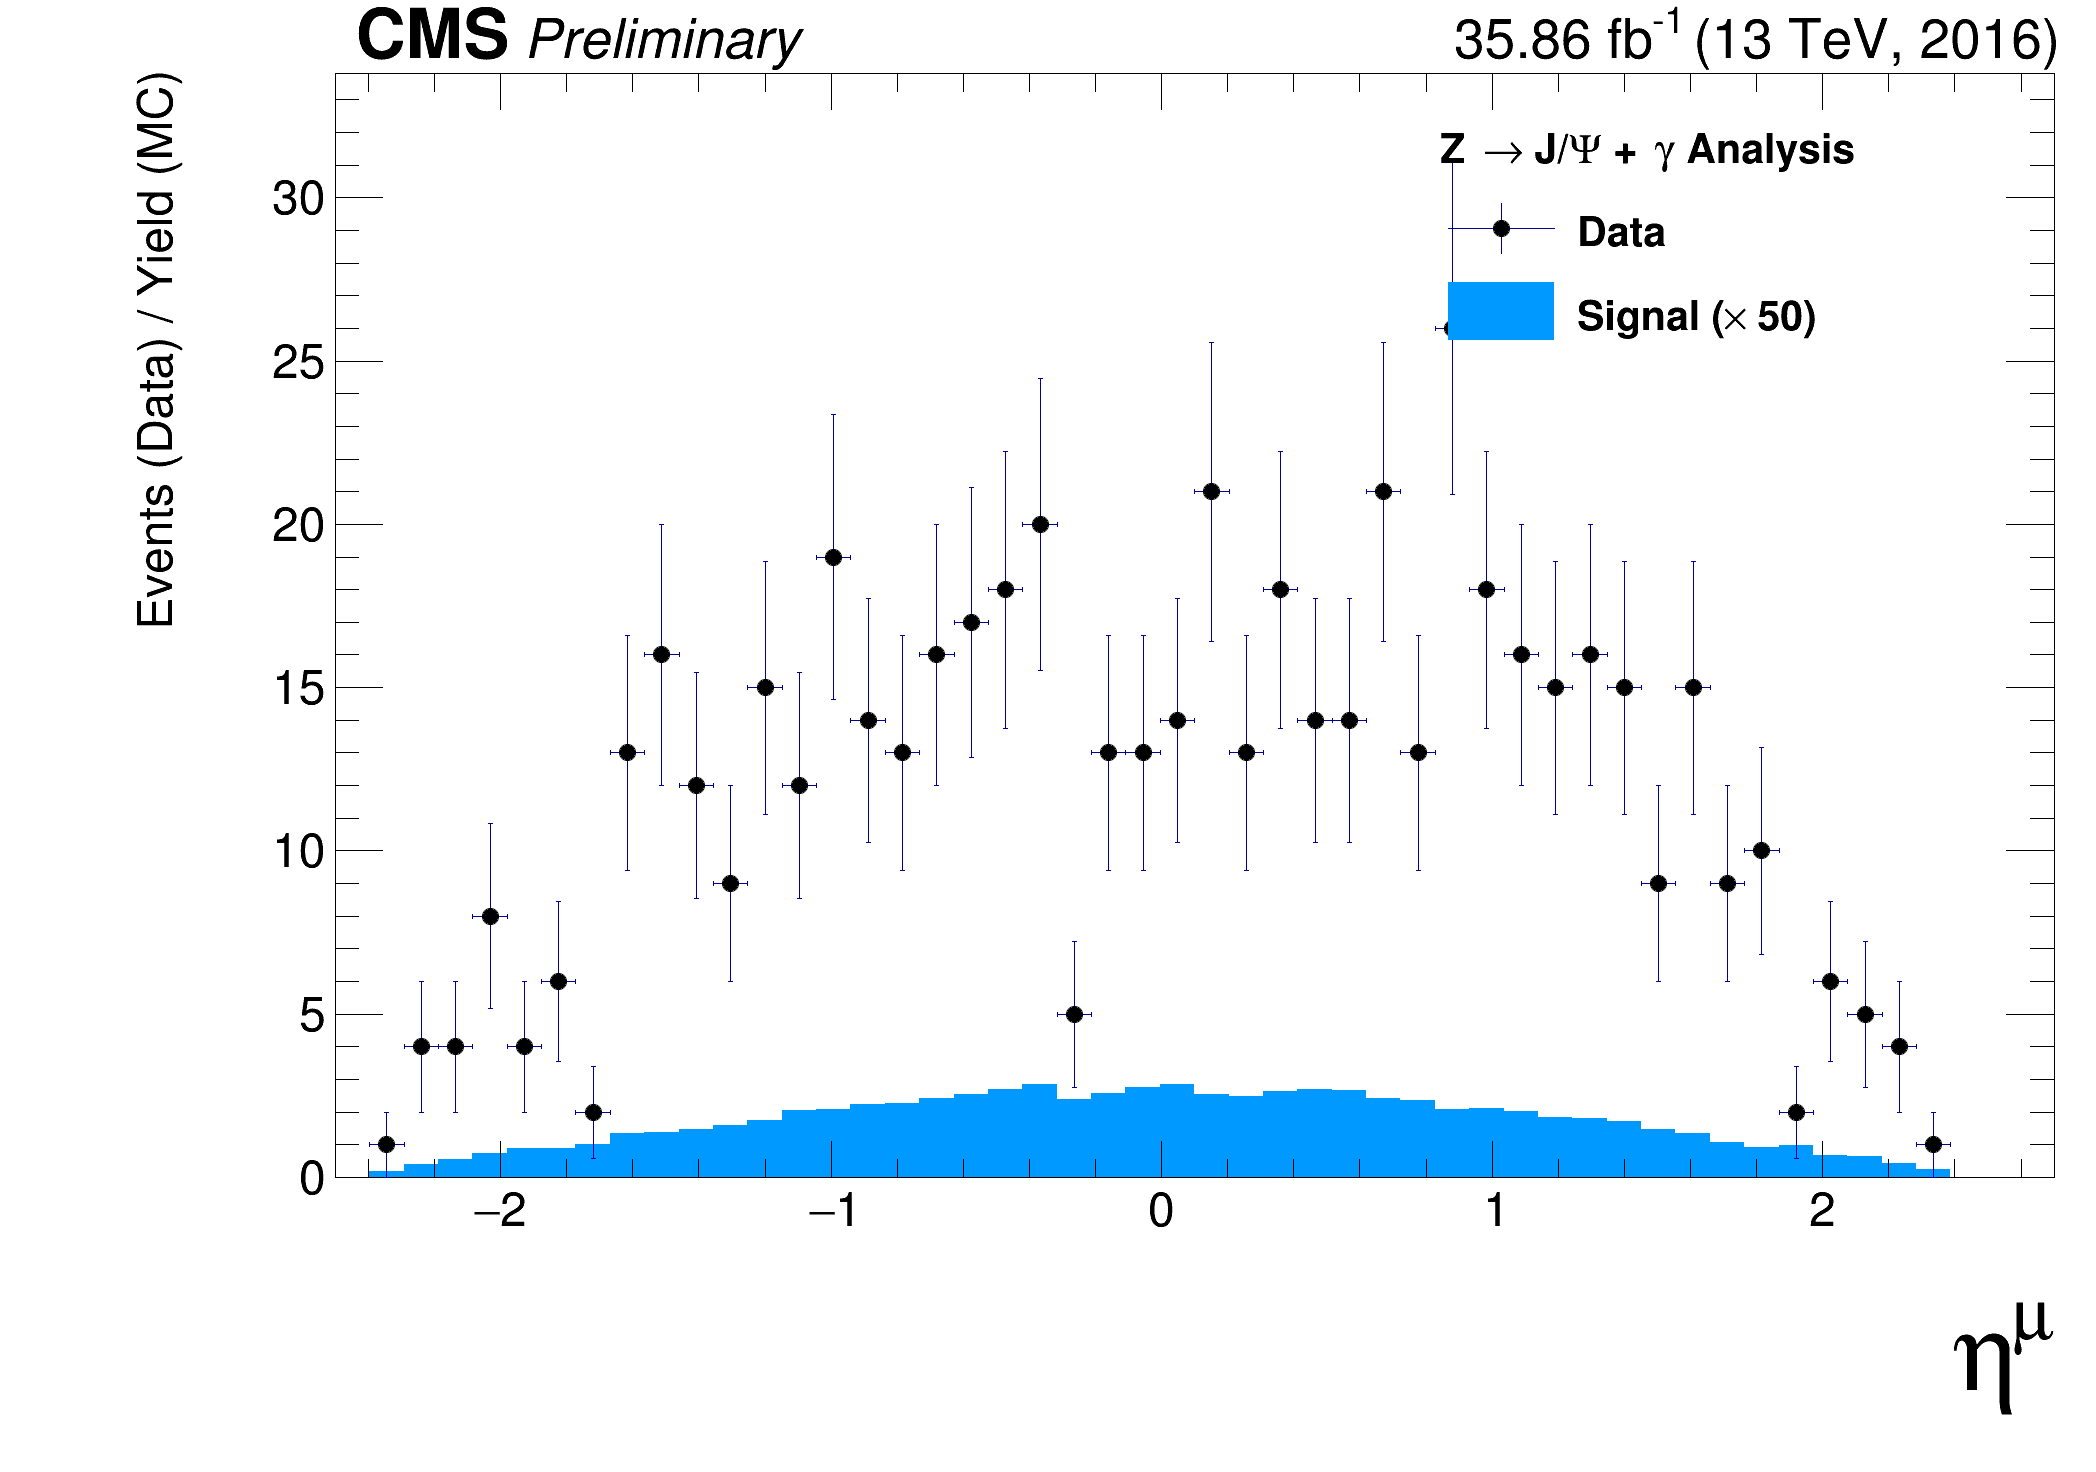 CMS Preliminary
35.86 fb⁻¹ (13 TeV, 2016)
Events (Data) / Yield (MC)
Z → J/Ψ + γ Analysis
Data
Signal (× 50)
30
25
20
15
10
5
0
−2 −1 0 1 2
η^μ